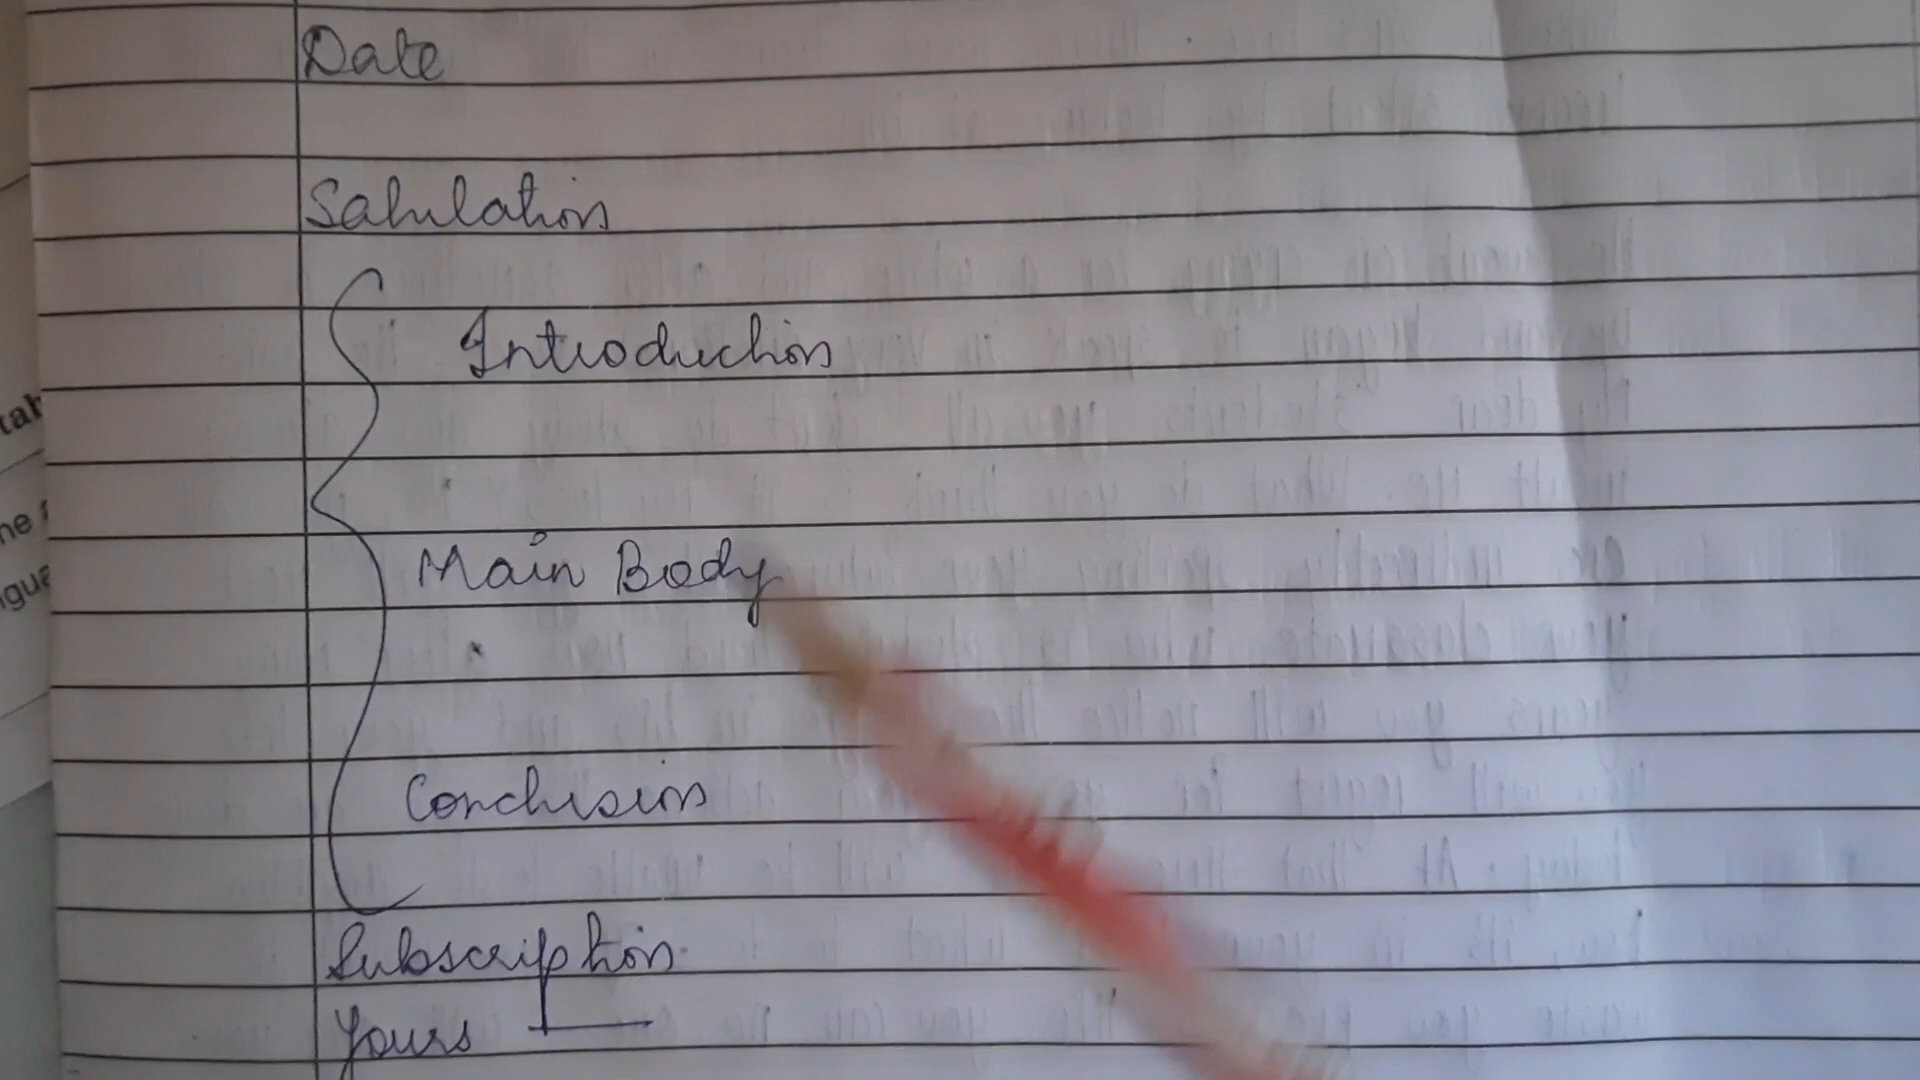 Date
Salutation
Introduction
Main Body
Conclusion
Subscription
Yours